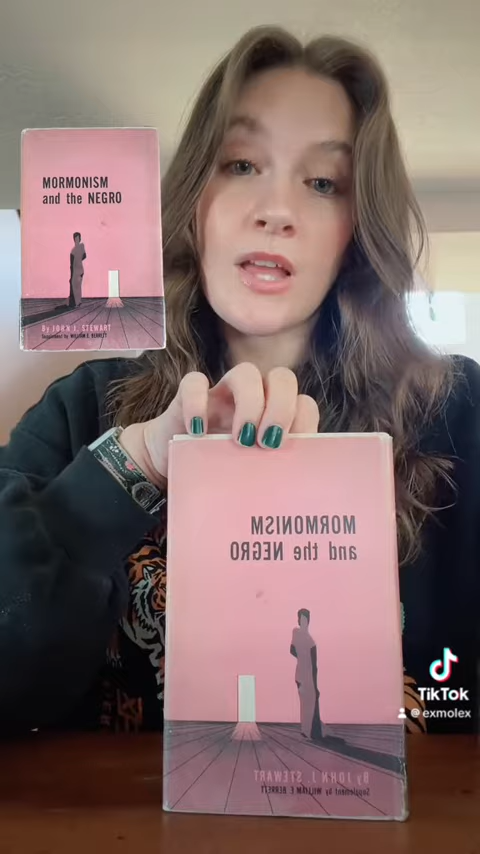 MORMONISM
and the NEGRO
By JOHN J. STEWART
Supplement by WILLIAM E. BERRETT
MORMONISM
and the NEGRO
By JOHN J. STEWART
Supplement by WILLIAM E. BERRETT
TikTok
@exmolex